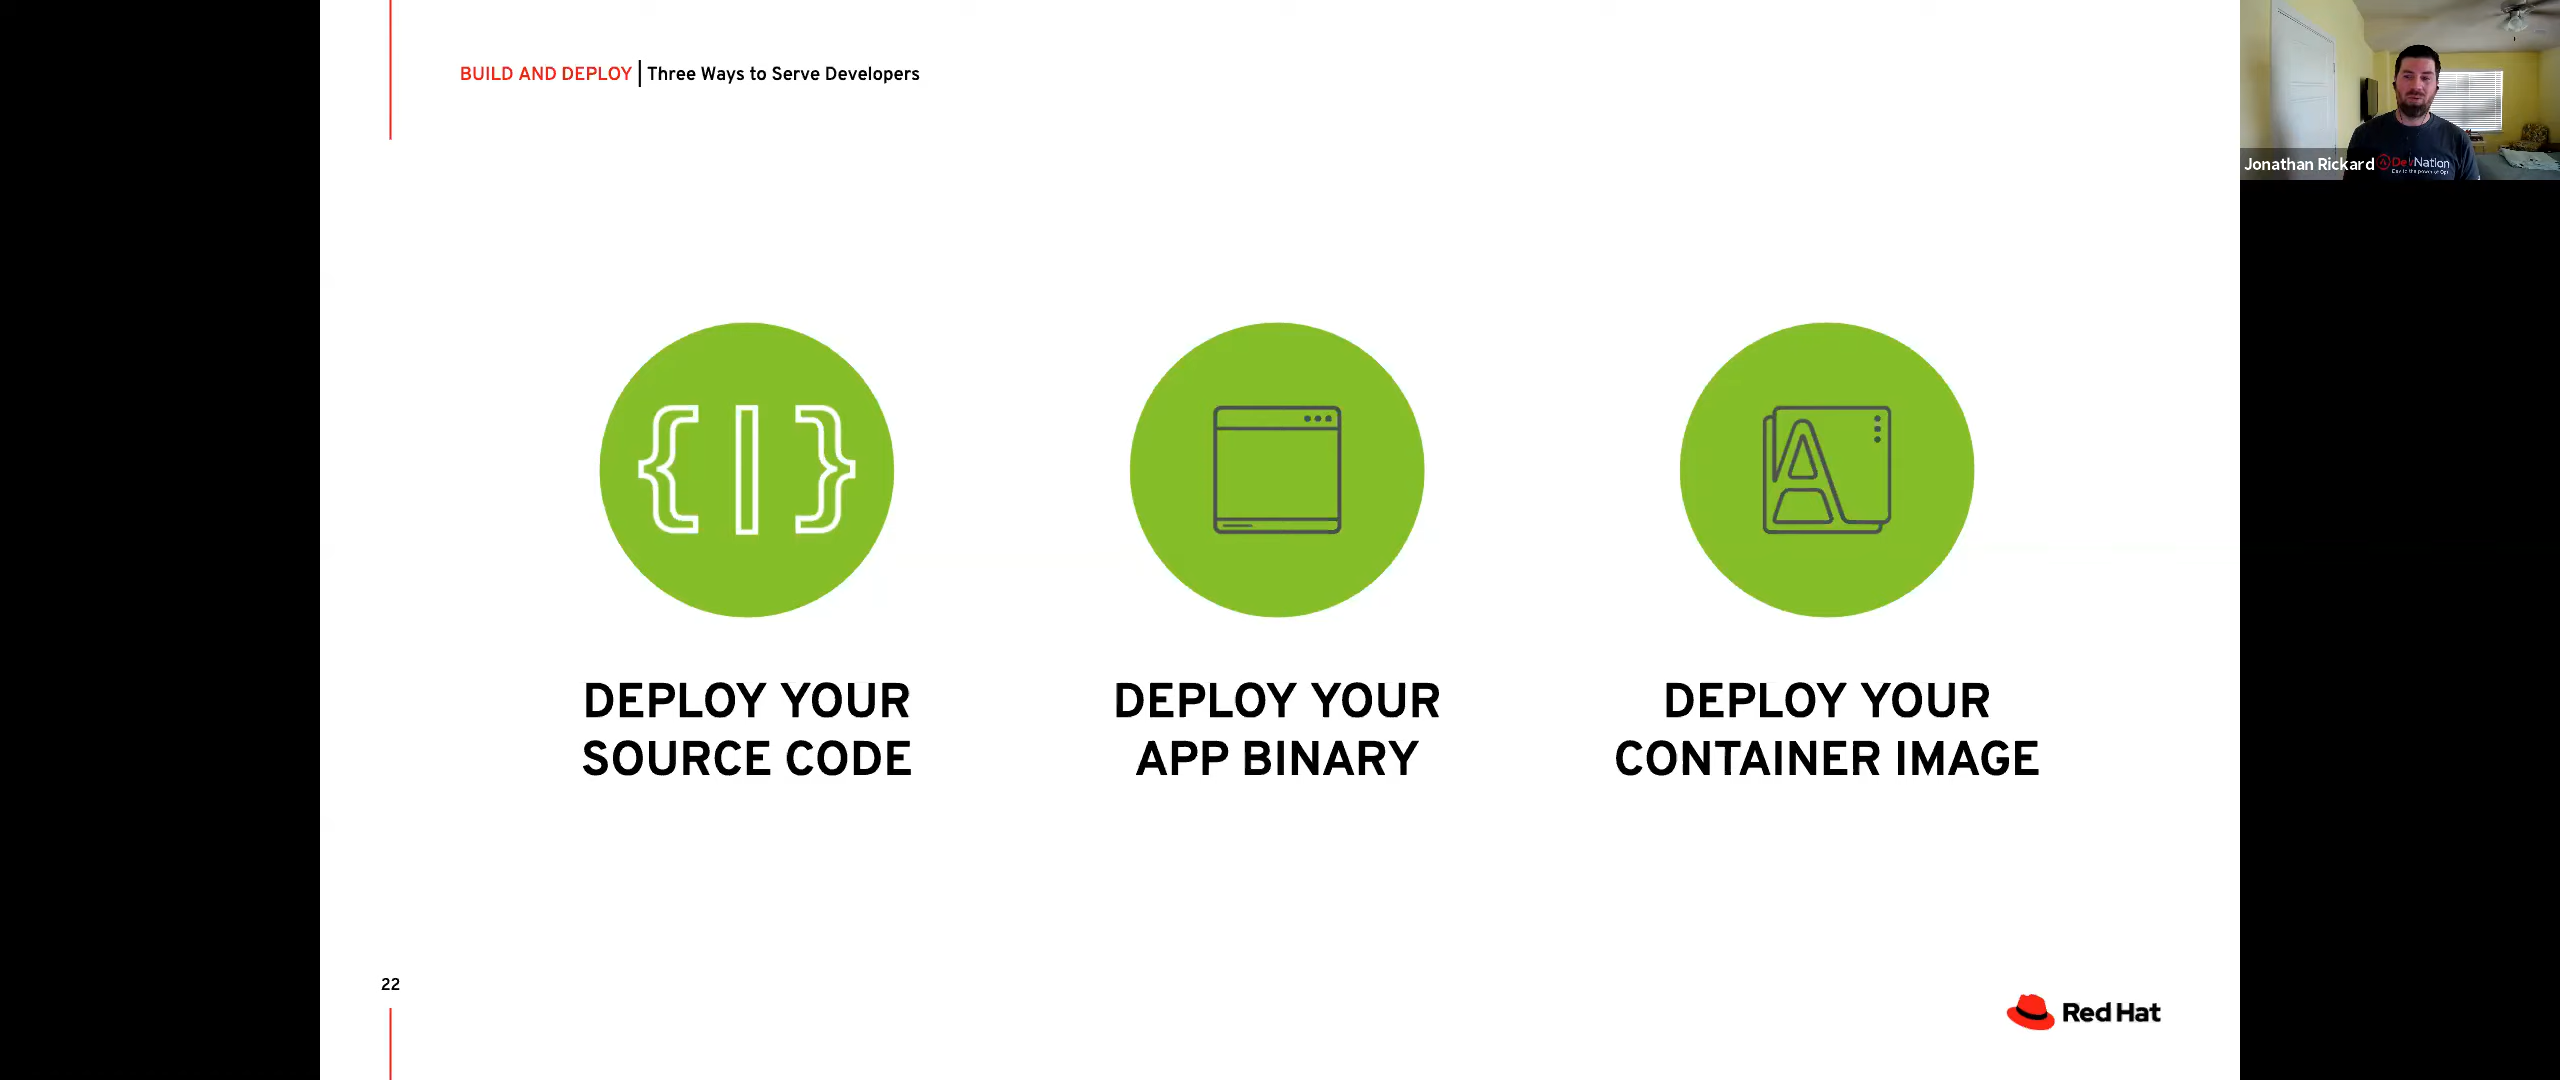 BUILD AND DEPLOY | Three Ways to Serve Developers
Jonathan Rickard
DevNation
{|}
A
DEPLOY YOUR
SOURCE CODE
DEPLOY YOUR
APP BINARY
DEPLOY YOUR
CONTAINER IMAGE
22
Red Hat